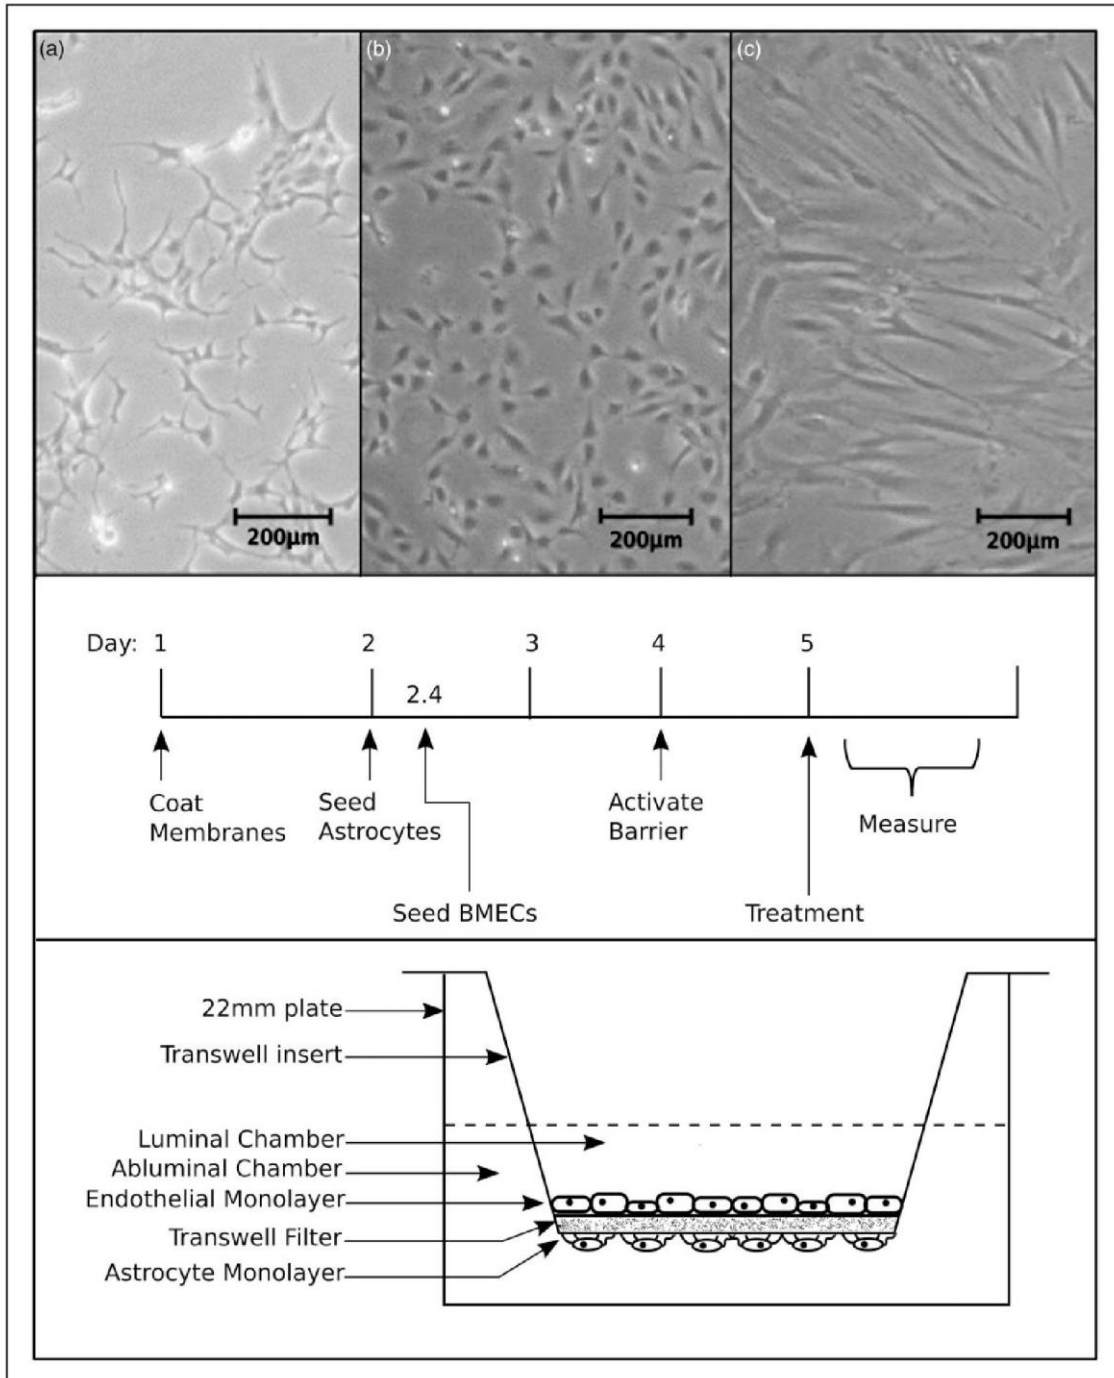 (a)
(b)
(c)
200μm
200μm
200μm
Day: 1 2 3 4 5
2.4
Coat
Membranes
Seed
Astrocytes
Activate
Barrier
Measure
Seed BMECs
Treatment
22mm plate
Transwell insert
Luminal Chamber
Abluminal Chamber
Endothelial Monolayer
Transwell Filter
Astrocyte Monolayer